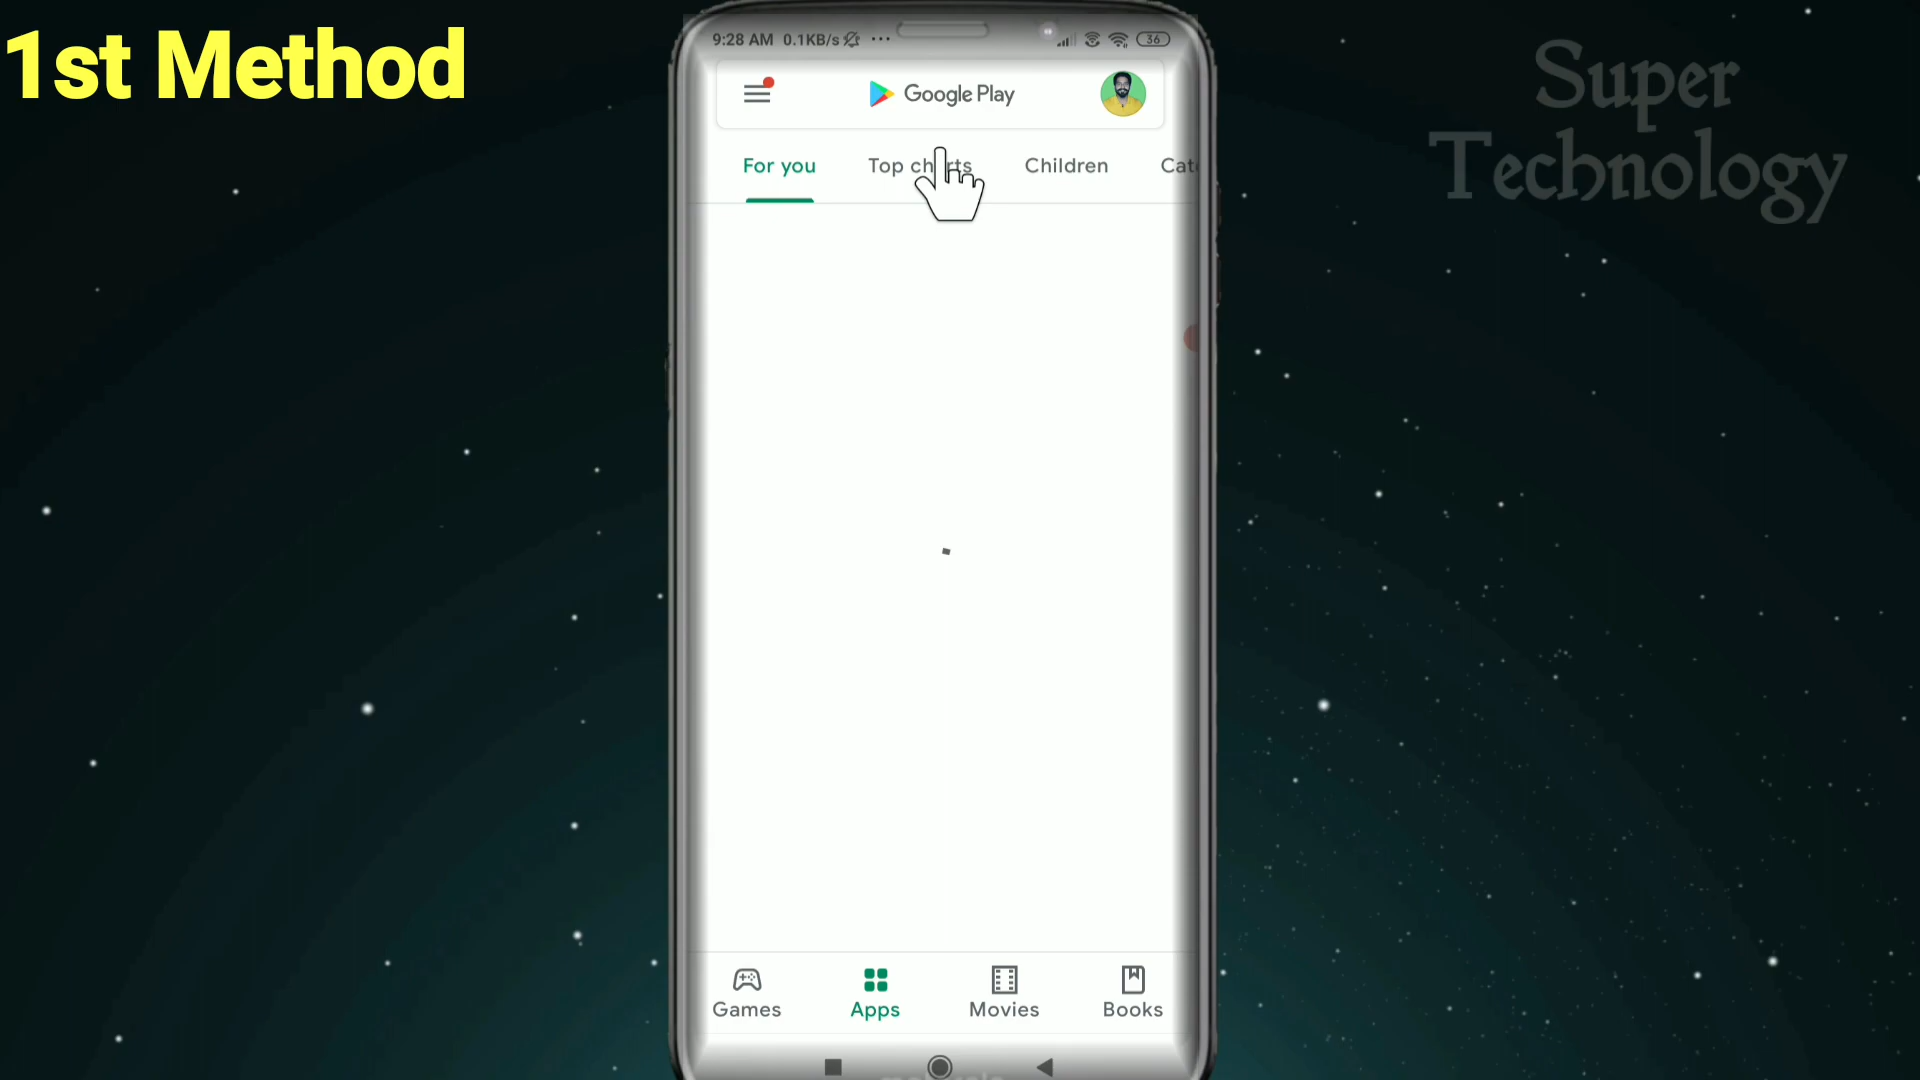 1st Method
9:28 AM 0.1KB/s ... 36
Google Play
For you Top charts Children
Games Apps Movies Books
Super
Technology